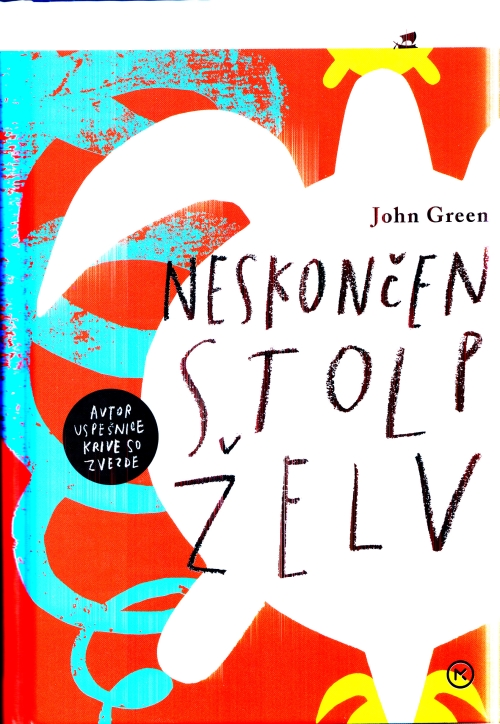 John Green
NESKONČEN
STOLP
ŽELV
AVTOR
USPEŠNICE
KRIVE SO
ZVEZDE